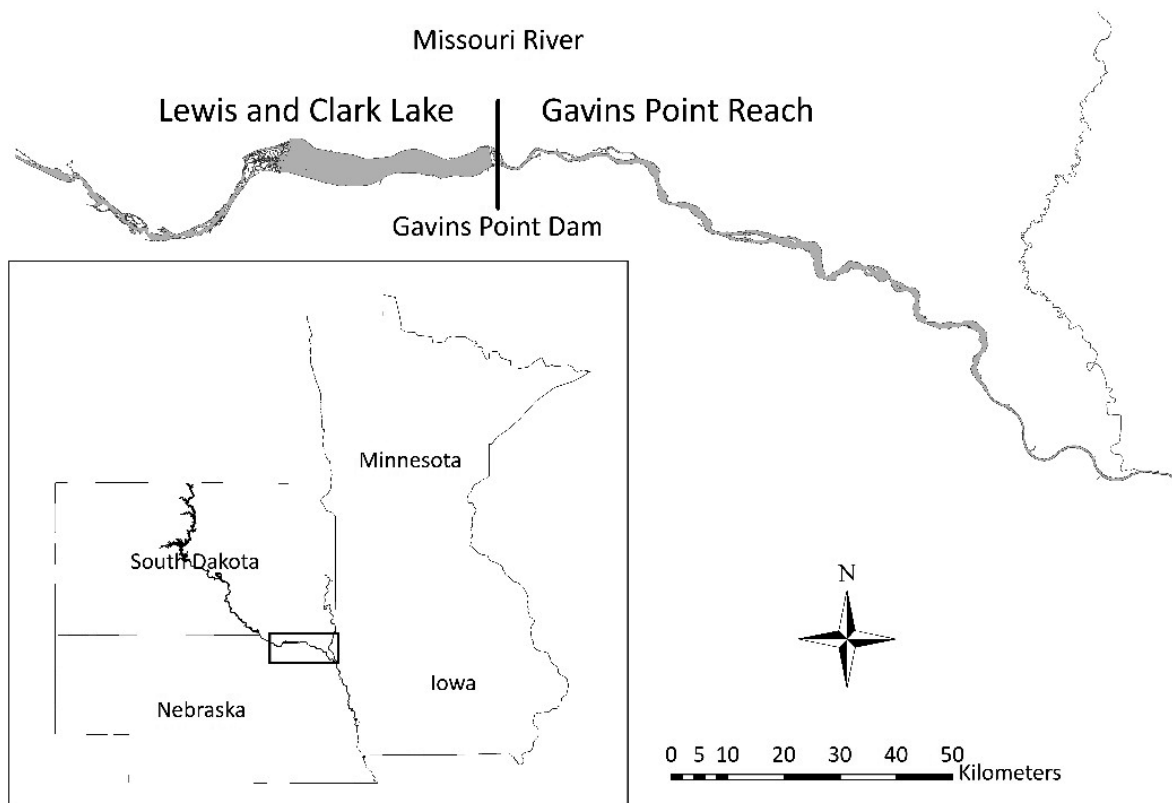 Missouri River
Lewis and Clark Lake
Gavins Point Reach
Gavins Point Dam
Minnesota
South Dakota
Iowa
Nebraska
N
0 5 10 20 30 40 50
Kilometers